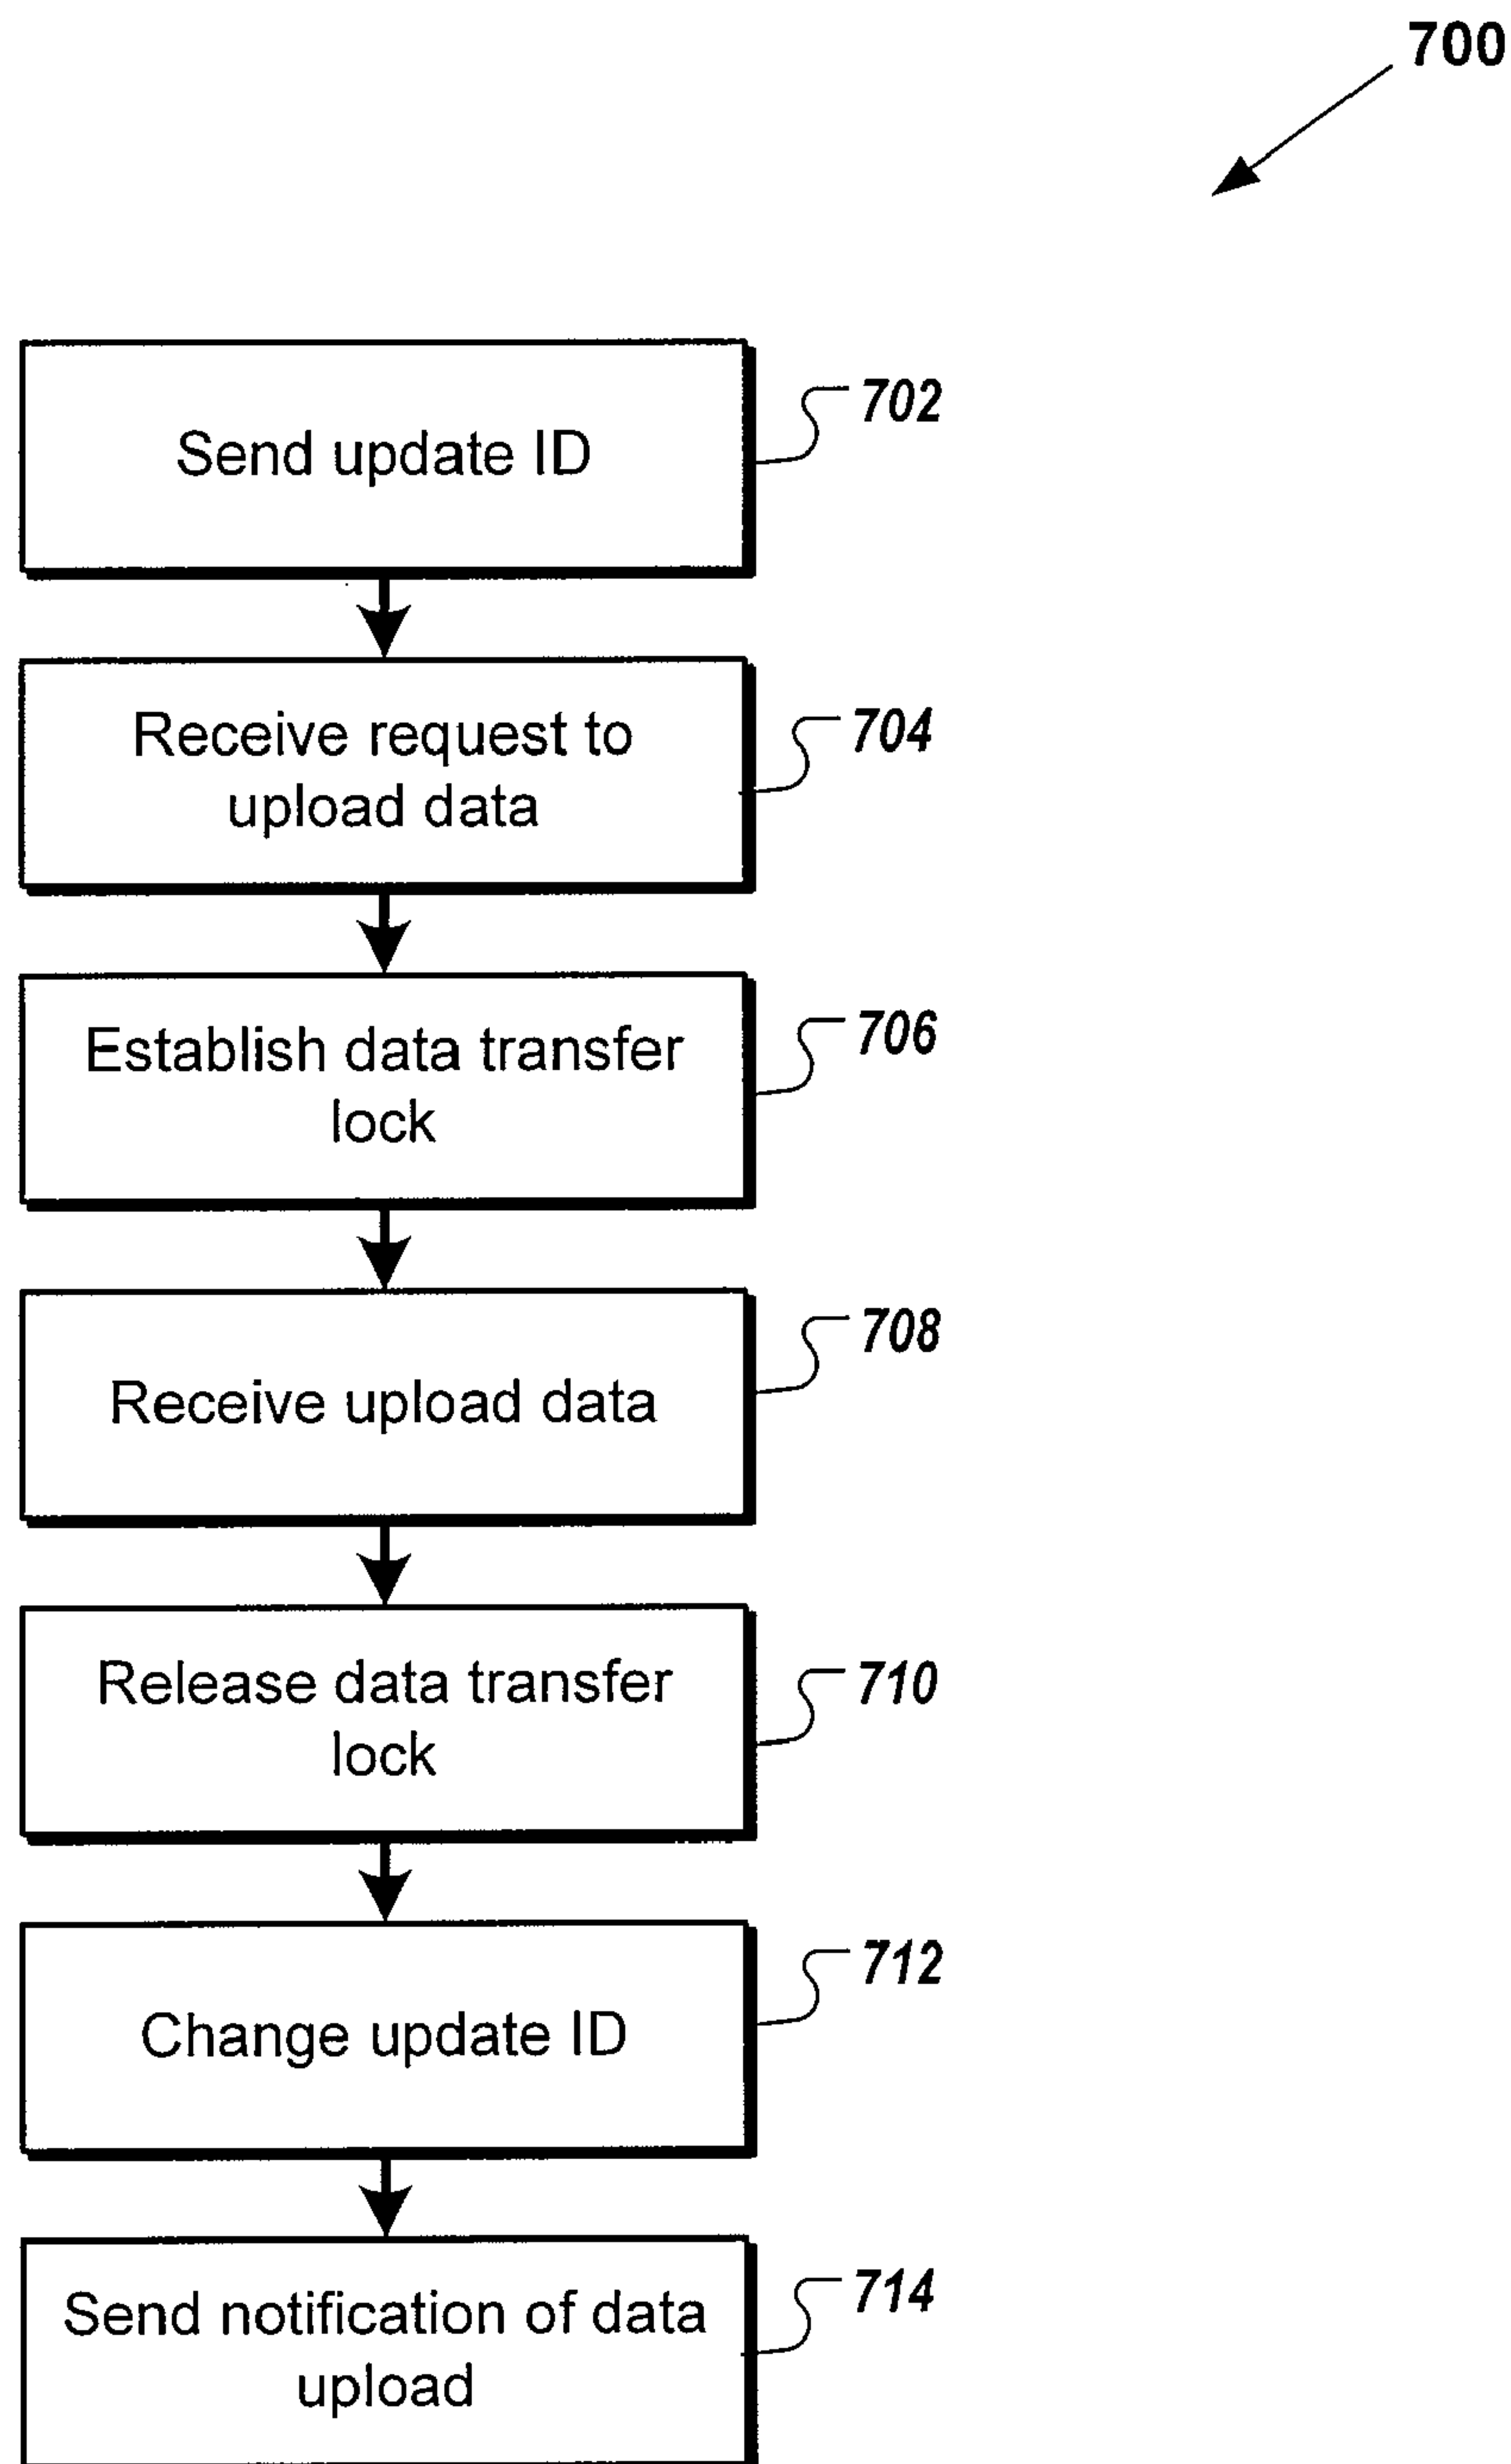 700
Send update ID
702
Receive request to
upload data
704
Establish data transfer
lock
706
Receive upload data
708
Release data transfer
lock
710
Change update ID
712
Send notification of data
upload
714